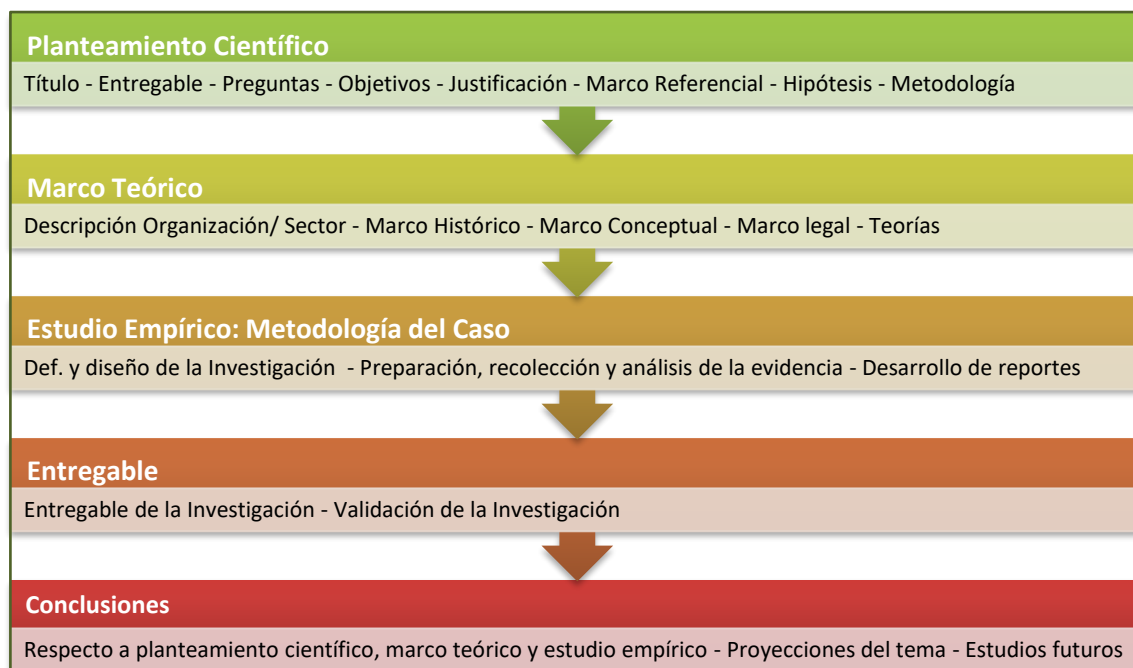 Planteamiento Científico
Título - Entregable - Preguntas - Objetivos - Justificación - Marco Referencial - Hipótesis - Metodología
Marco Teórico
Descripción Organización/ Sector - Marco Histórico - Marco Conceptual - Marco legal - Teorías
Estudio Empírico: Metodología del Caso
Def. y diseño de la Investigación - Preparación, recolección y análisis de la evidencia - Desarrollo de reportes
Entregable
Entregable de la Investigación - Validación de la Investigación
Conclusiones
Respecto a planteamiento científico, marco teórico y estudio empírico - Proyecciones del tema - Estudios futuros